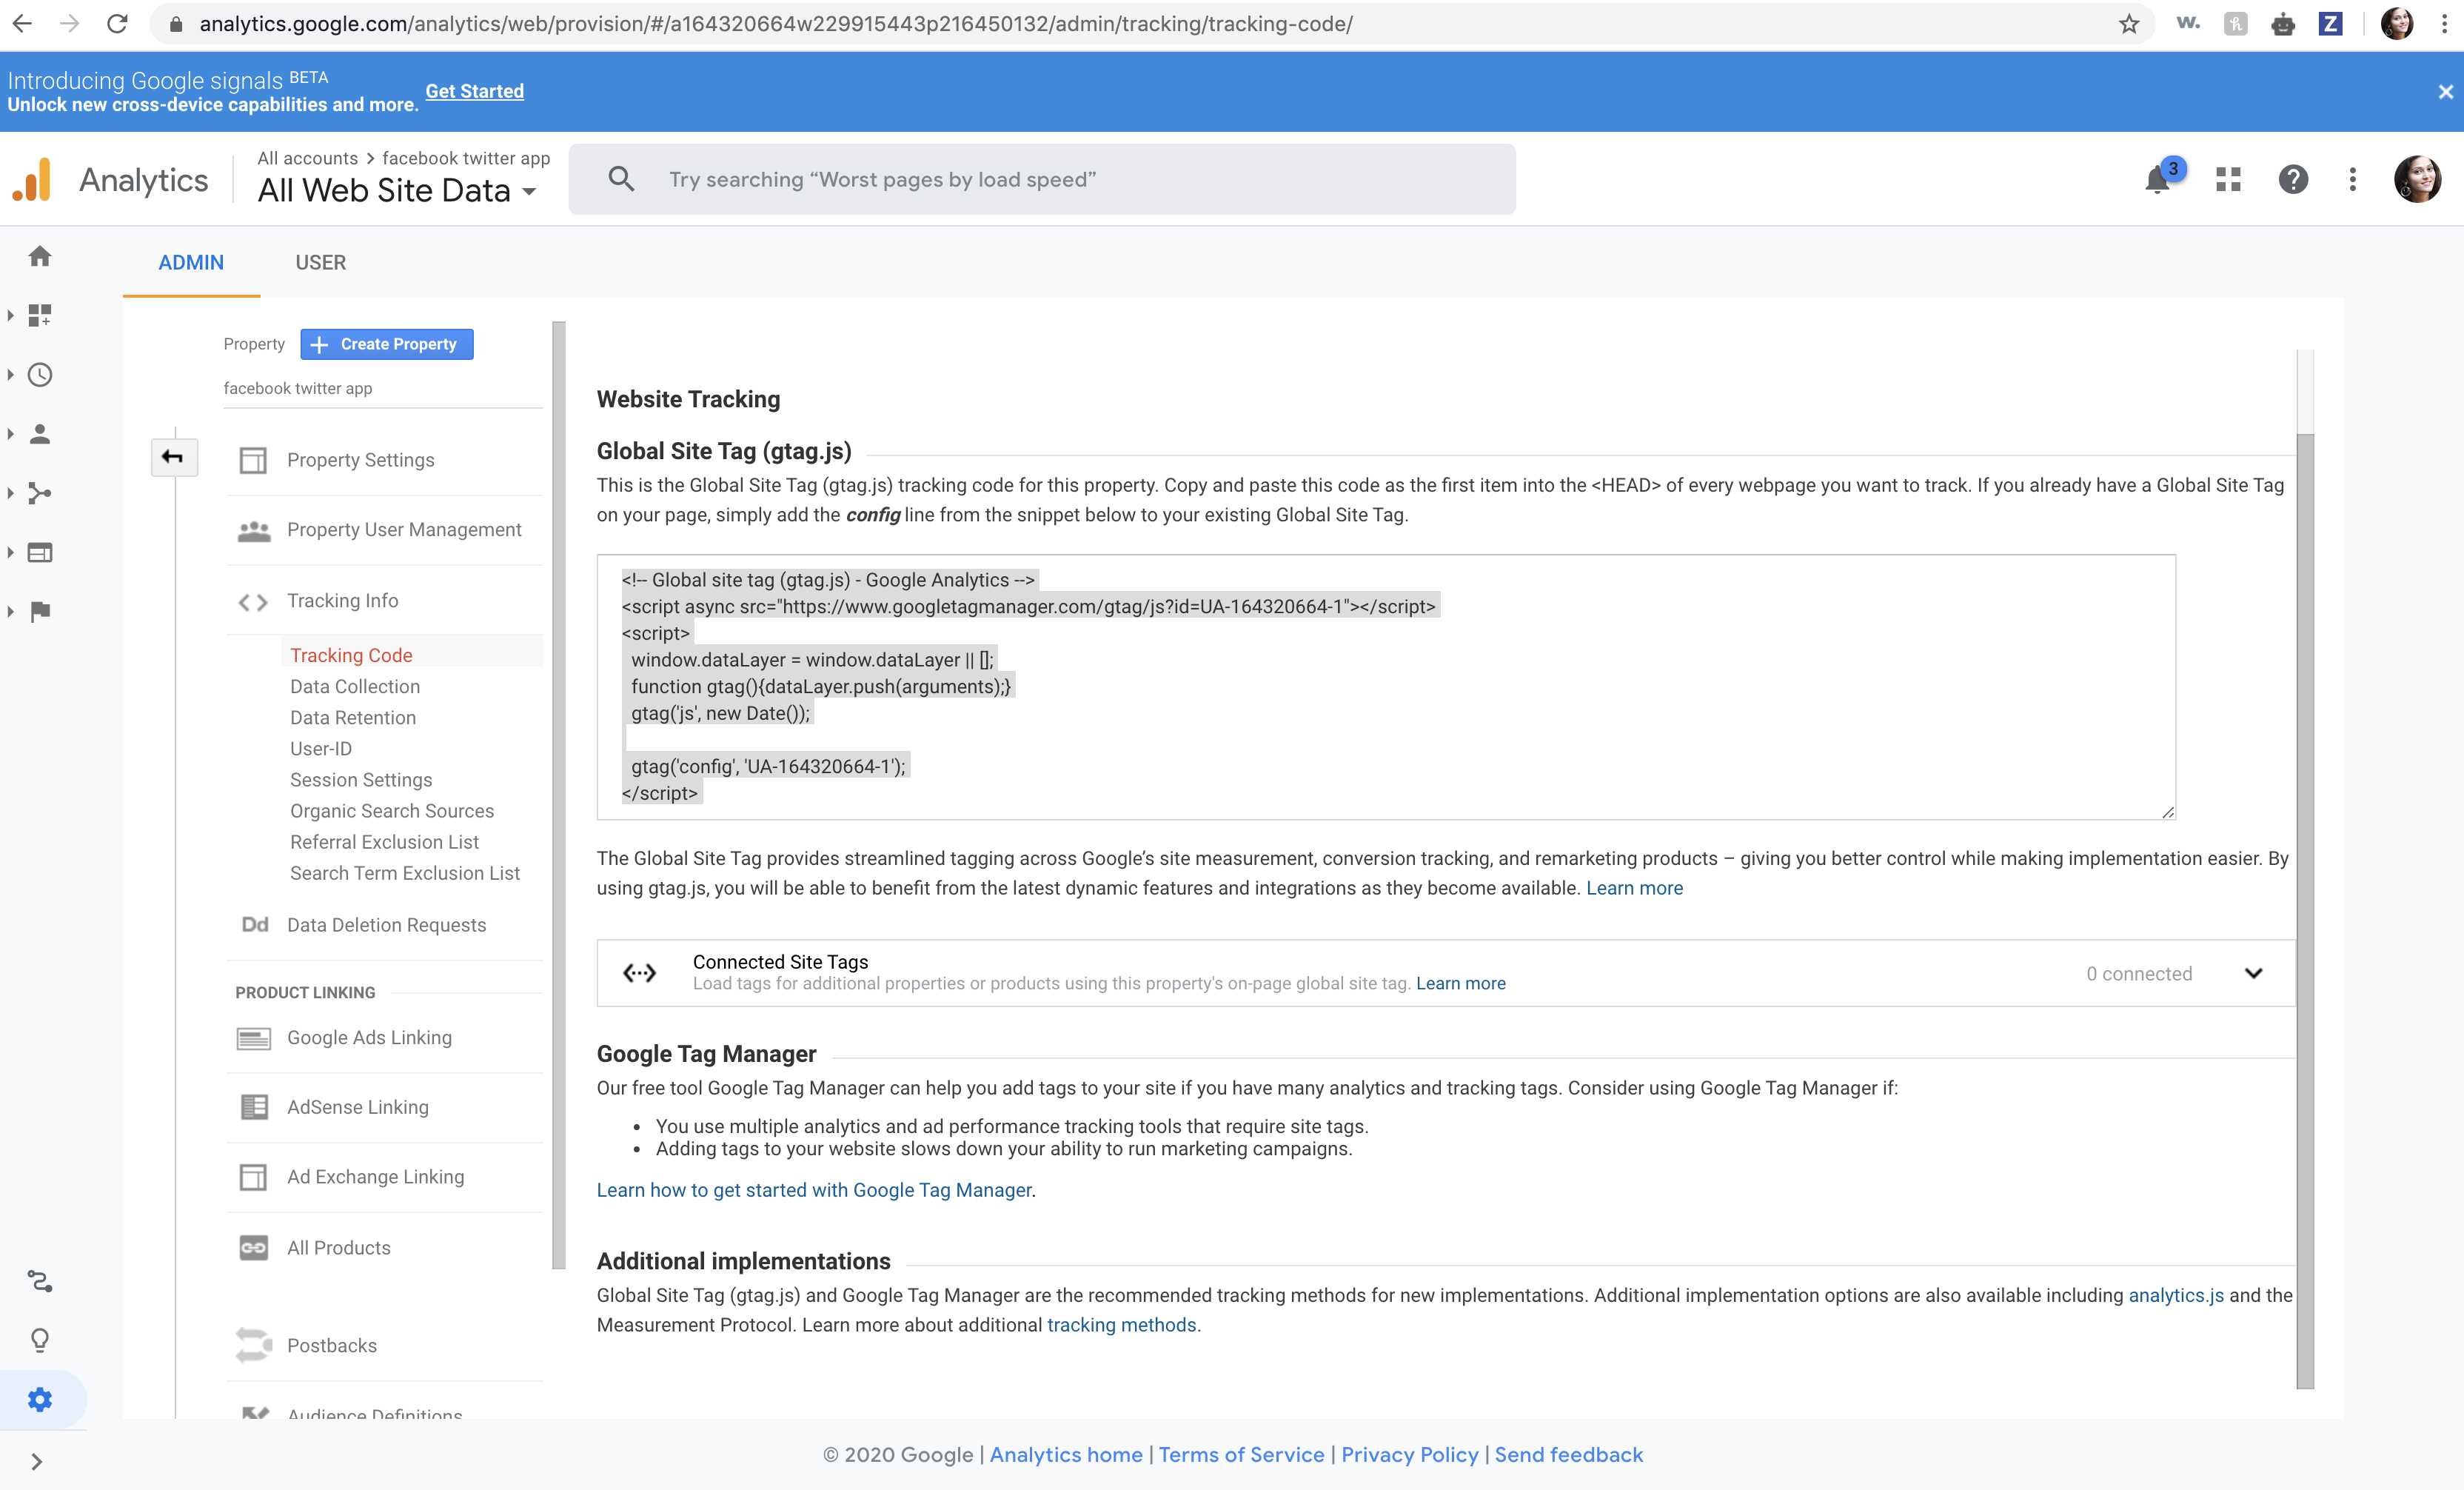 analytics.google.com/analytics/web/provision/#/a164320664w229915443p216450132/admin/tracking/tracking-code/
w.
h
Z
Introducing Google signals BETA
Unlock new cross-device capabilities and more.
Get Started
Analytics
All accounts > facebook twitter app
All Web Site Data
Try searching “Worst pages by load speed”
3
ADMIN
USER
Property
Create Property
facebook twitter app
Property Settings
Property User Management
Tracking Info
Tracking Code
Data Collection
Data Retention
User-ID
Session Settings
Organic Search Sources
Referral Exclusion List
Search Term Exclusion List
Dd Data Deletion Requests
PRODUCT LINKING
Google Ads Linking
AdSense Linking
Ad Exchange Linking
All Products
Postbacks
Audience Definitions
Website Tracking
Global Site Tag (gtag.js)
This is the Global Site Tag (gtag.js) tracking code for this property. Copy and paste this code as the first item into the <HEAD> of every webpage you want to track. If you already have a Global Site Tag
on your page, simply add the config line from the snippet below to your existing Global Site Tag.
<!-- Global site tag (gtag.js) - Google Analytics -->
<script async src="https://www.googletagmanager.com/gtag/js?id=UA-164320664-1"></script>
<script>
window.dataLayer = window.dataLayer || [];
function gtag(){dataLayer.push(arguments);}
gtag('js', new Date());
gtag('config', 'UA-164320664-1');
</script>
The Global Site Tag provides streamlined tagging across Google’s site measurement, conversion tracking, and remarketing products – giving you better control while making implementation easier. By
using gtag.js, you will be able to benefit from the latest dynamic features and integrations as they become available. Learn more
Connected Site Tags
Load tags for additional properties or products using this property's on-page global site tag. Learn more
0 connected
Google Tag Manager
Our free tool Google Tag Manager can help you add tags to your site if you have many analytics and tracking tags. Consider using Google Tag Manager if:
• You use multiple analytics and ad performance tracking tools that require site tags.
• Adding tags to your website slows down your ability to run marketing campaigns.
Learn how to get started with Google Tag Manager.
Additional implementations
Global Site Tag (gtag.js) and Google Tag Manager are the recommended tracking methods for new implementations. Additional implementation options are also available including analytics.js and the
Measurement Protocol. Learn more about additional tracking methods.
© 2020 Google | Analytics home | Terms of Service | Privacy Policy | Send feedback